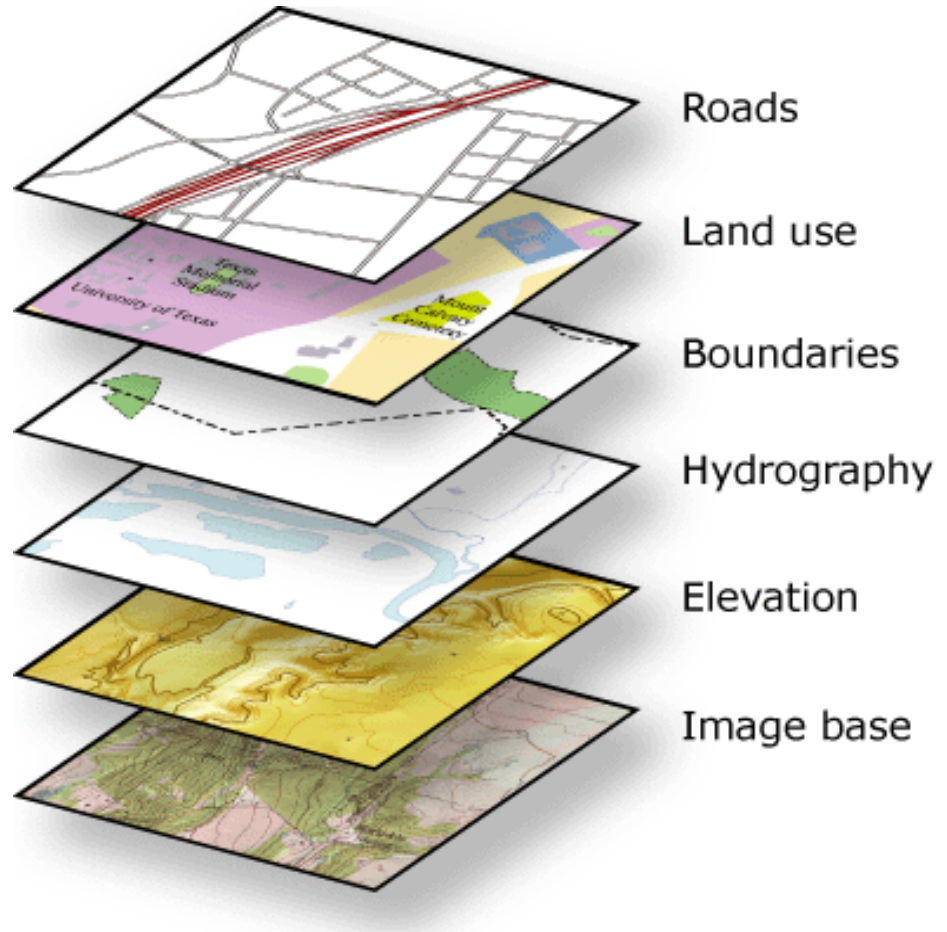 Roads
Land use
Texas
Memorial
Stadium
University of Texas
Mount
Calvary
Cemetery
Boundaries
Hydrography
Elevation
Image base